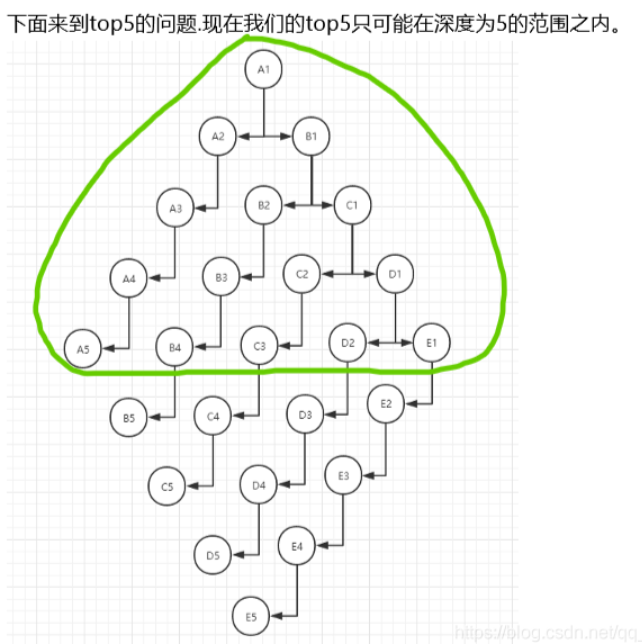 下面来到top5的问题.现在我们的top5只可能在深度为5的范围之内。
A1
A2 B1
A3 B2 C1
A4 B3 C2 D1
A5 B4 C3 D2 E1
B5 C4 D3 E2
C5 D4 E3
D5 E4
E5
https://blog.csdn.net/qq_